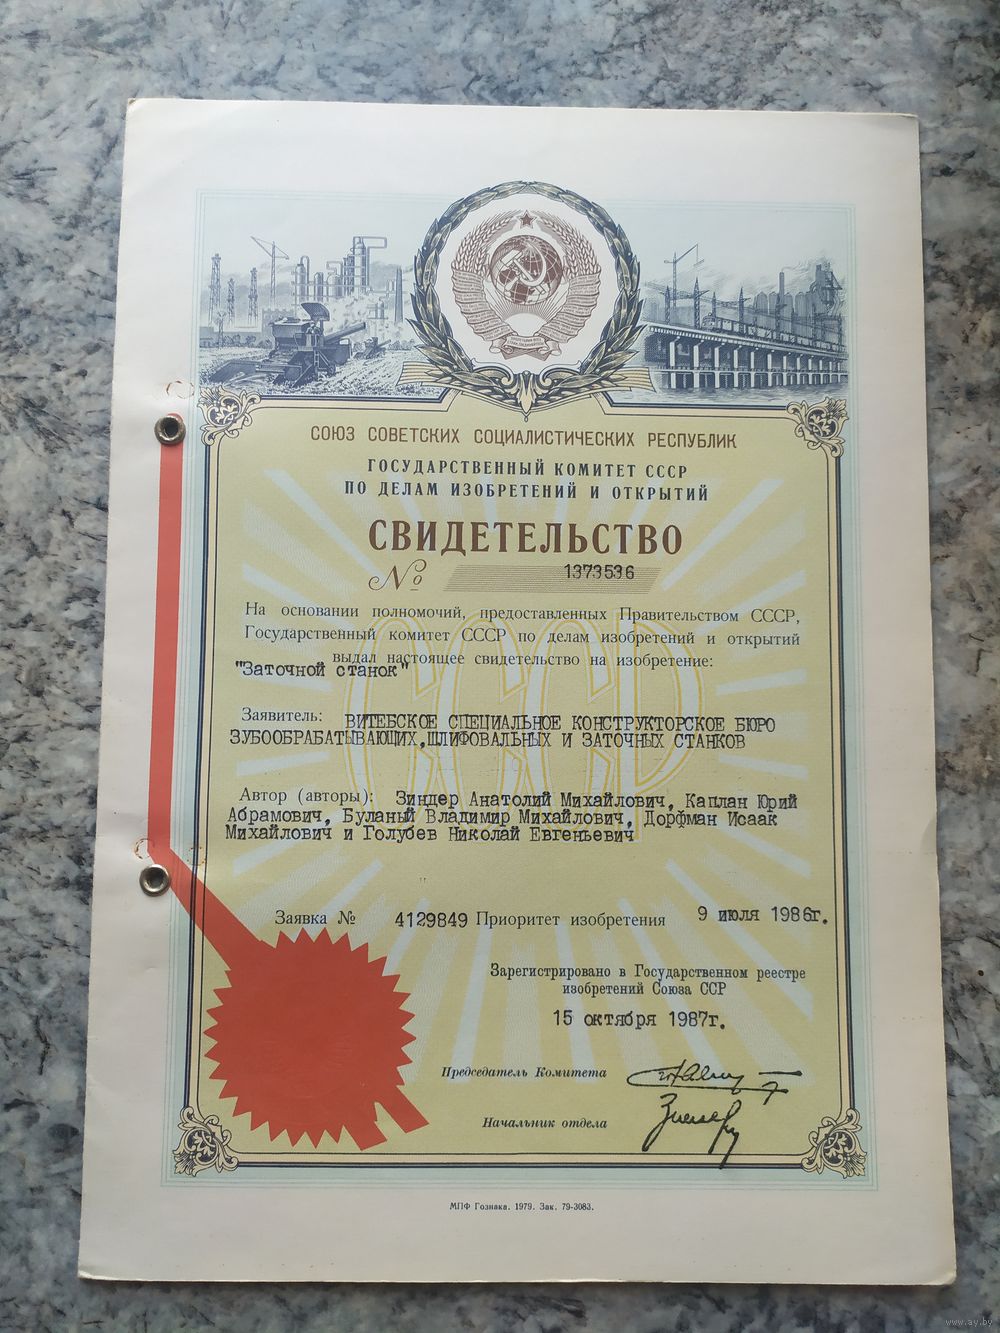 СОЮЗ СОВЕТСКИХ СОЦИАЛИСТИЧЕСКИХ РЕСПУБЛИК
ГОСУДАРСТВЕННЫЙ КОМИТЕТ СССР
ПО ДЕЛАМ ИЗОБРЕТЕНИЙ И ОТКРЫТИЙ
СВИДЕТЕЛЬСТВО
№ 1373536
На основании полномочий, предоставленных Правительством СССР,
Государственный комитет СССР по делам изобретений и открытий
выдал настоящее свидетельство на изобретение:
"Заточной станок"
Заявитель: ВИТЕБСКОЕ СПЕЦИАЛЬНОЕ КОНСТРУКТОРСКОЕ БЮРО
ЗУБООБРАБАТЫВАЮЩИХ,ШЛИФОВАЛЬНЫХ И ЗАТОЧНЫХ СТАНКОВ
СССР
Автор (авторы): Зиндер Анатолий Михайлович, Каплан Юрий
Абрамович, Буланый Владимир Михайлович, Дорфман Исаак
Михайлович и Голубев Николай Евгеньевич
Заявка № 4129849 Приоритет изобретения 9 июля 1986г.
Зарегистрировано в Государственном реестре
изобретений Союза ССР
15 октября 1987г.
Председатель Комитета
Начальник отдела
МПФ Гознака. 1979. Зак. 79-3083.
www.ay.by